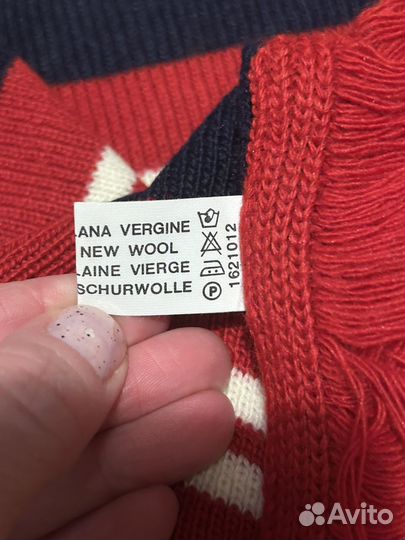 LANA VERGINE
NEW WOOL
LAINE VIERGE
SCHURWOLLE
P
1621012
Avito